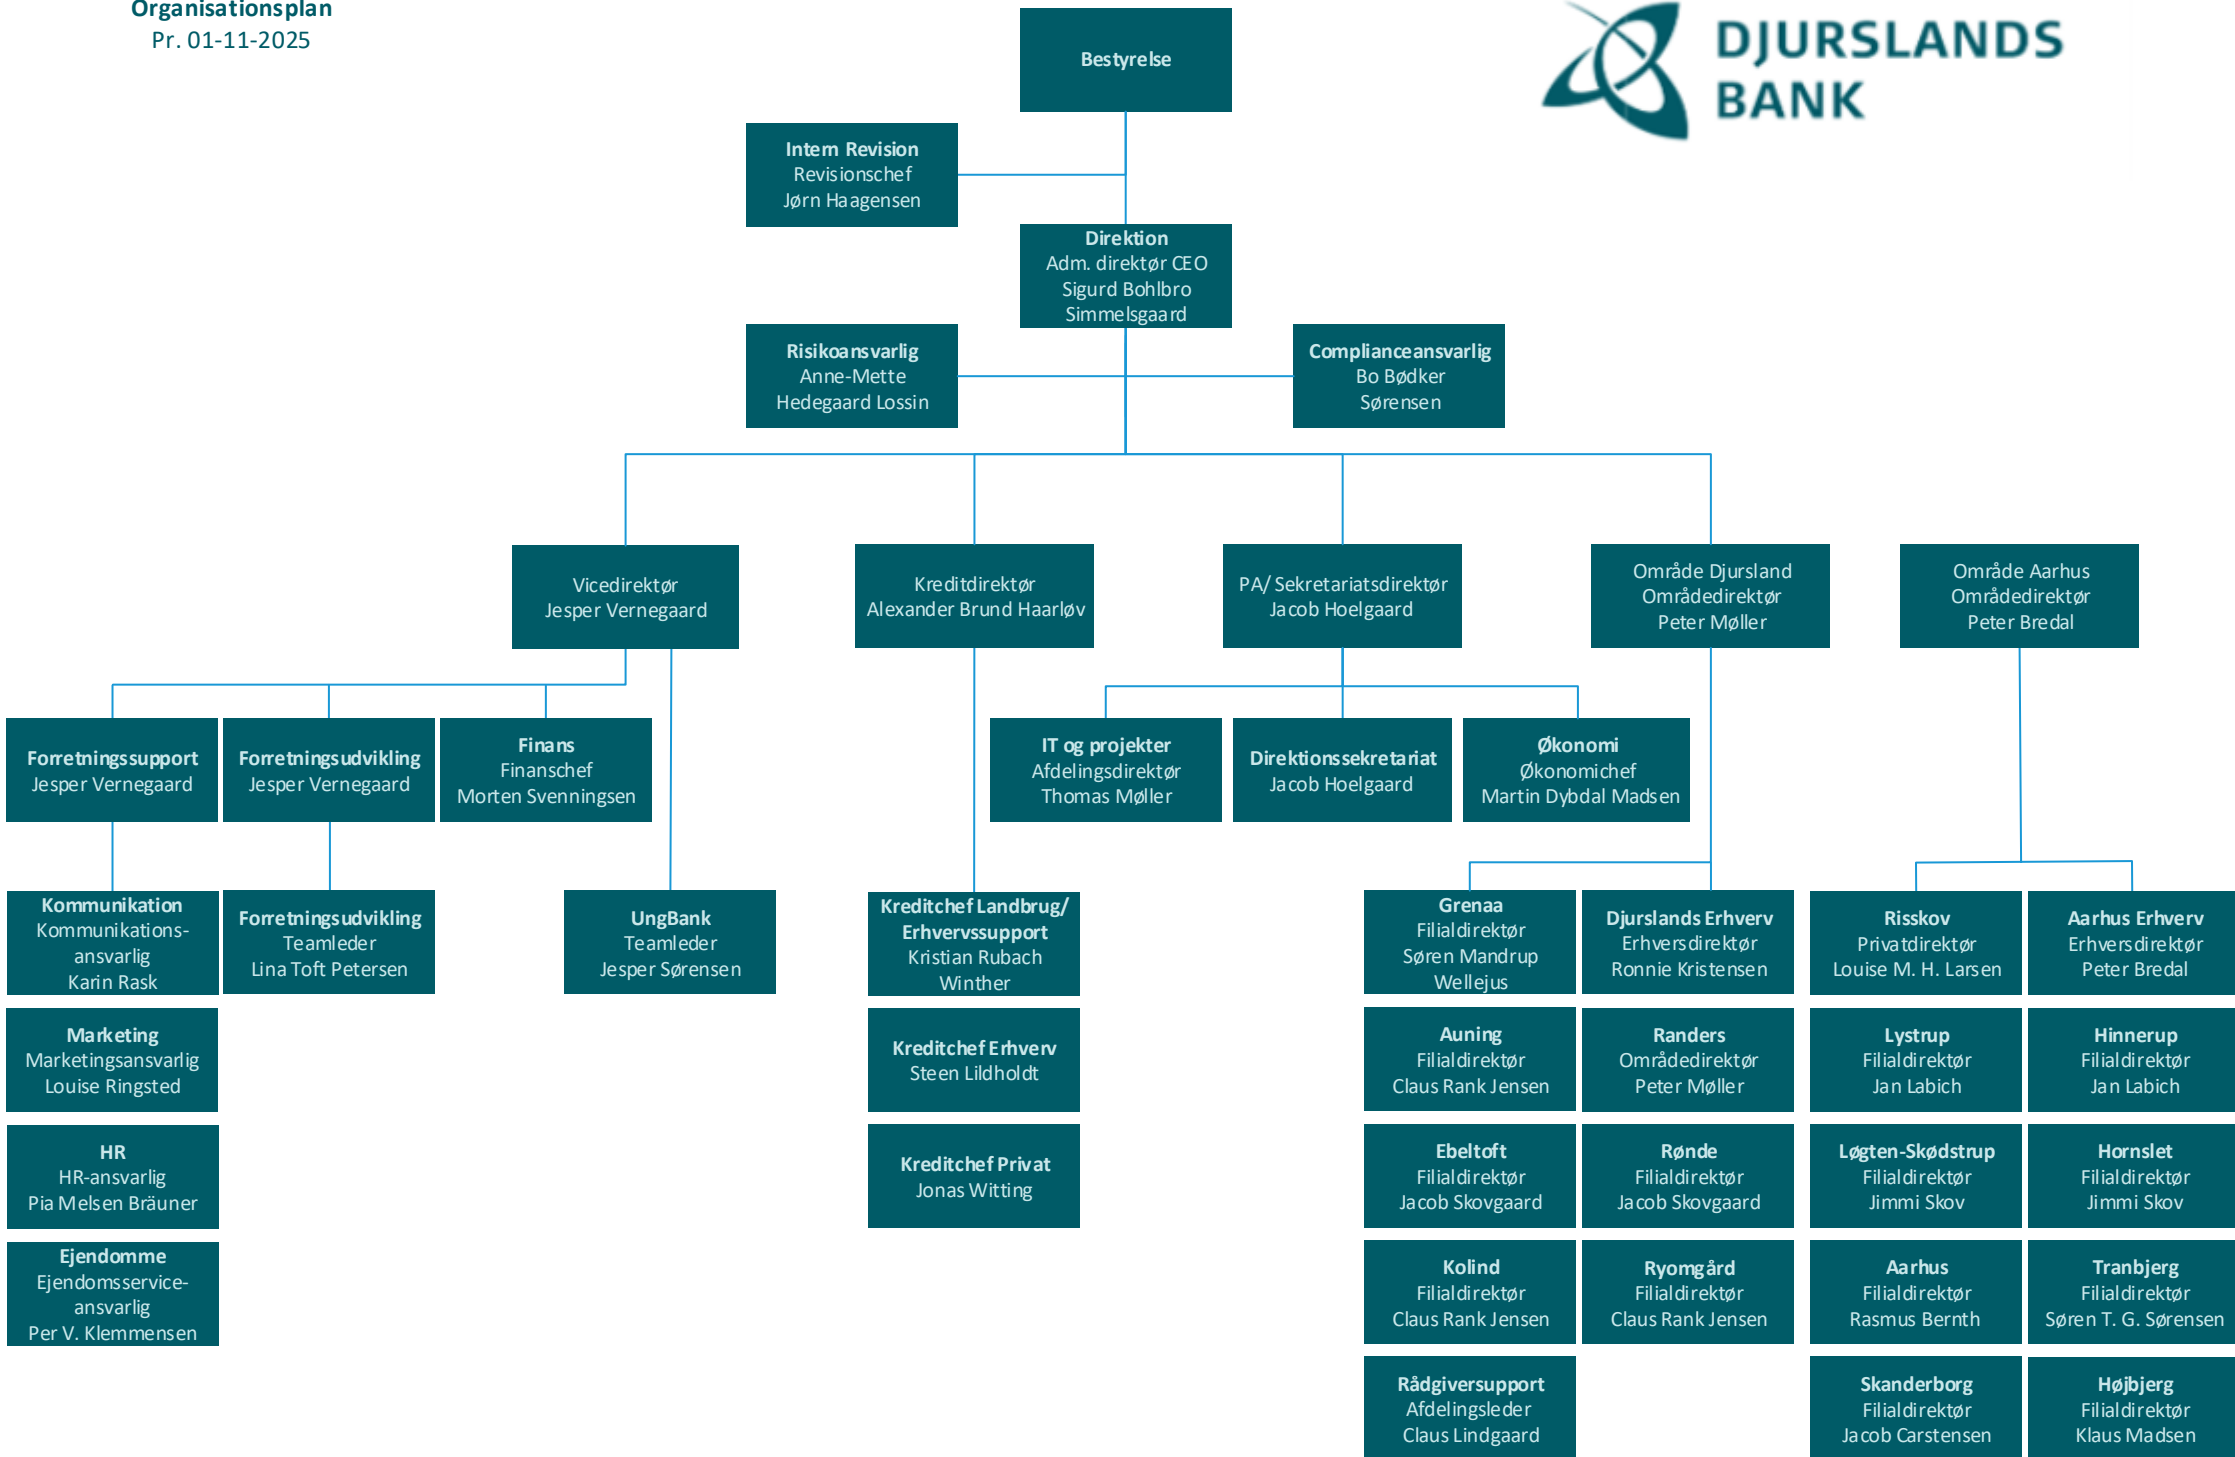 Organisationsplan
Pr. 01-11-2025
DJURSLANDS
BANK
Bestyrelse
Intern Revision
Revisionschef
Jørn Haagensen
Direktion
Adm. direktør CEO
Sigurd Bohlbro
Simmelsgaard
Risikoansvarlig
Anne-Mette
Hedegaard Lossin
Complianceansvarlig
Bo Bødker
Sørensen
Vicedirektør
Jesper Vernegaard
Kreditdirektør
Alexander Brund Haarløv
PA/ Sekretariatsdirektør
Jacob Hoelgaard
Område Djursland
Områdedirektør
Peter Møller
Område Aarhus
Områdedirektør
Peter Bredal
Forretningssupport
Jesper Vernegaard
Forretningsudvikling
Jesper Vernegaard
Finans
Finanschef
Morten Svenningsen
IT og projekter
Afdelingsdirektør
Thomas Møller
Direktionssekretariat
Jacob Hoelgaard
Økonomi
Økonomichef
Martin Dybdal Madsen
Kommunikation
Kommunikations-
ansvarlig
Karin Rask
Forretningsudvikling
Teamleder
Lina Toft Petersen
UngBank
Teamleder
Jesper Sørensen
Kreditchef Landbrug/
Erhvervssupport
Kristian Rubach
Winther
Grenaa
Filialdirektør
Søren Mandrup
Wellejus
Djurslands Erhverv
Erhversdirektør
Ronnie Kristensen
Risskov
Privatdirektør
Louise M. H. Larsen
Aarhus Erhverv
Erhversdirektør
Peter Bredal
Marketing
Marketingsansvarlig
Louise Ringsted
Kreditchef Erhverv
Steen Lildholdt
Auning
Filialdirektør
Claus Rank Jensen
Randers
Områdedirektør
Peter Møller
Lystrup
Filialdirektør
Jan Labich
Hinnerup
Filialdirektør
Jan Labich
HR
HR-ansvarlig
Pia Melsen Bräuner
Kreditchef Privat
Jonas Witting
Ebeltoft
Filialdirektør
Jacob Skovgaard
Rønde
Filialdirektør
Jacob Skovgaard
Løgten-Skødstrup
Filialdirektør
Jimmi Skov
Hornslet
Filialdirektør
Jimmi Skov
Ejendomme
Ejendomsservice-
ansvarlig
Per V. Klemmensen
Kolind
Filialdirektør
Claus Rank Jensen
Ryomgård
Filialdirektør
Claus Rank Jensen
Aarhus
Filialdirektør
Rasmus Bernth
Tranbjerg
Filialdirektør
Søren T. G. Sørensen
Rådgiversupport
Afdelingsleder
Claus Lindgaard
Skanderborg
Filialdirektør
Jacob Carstensen
Højbjerg
Filialdirektør
Klaus Madsen